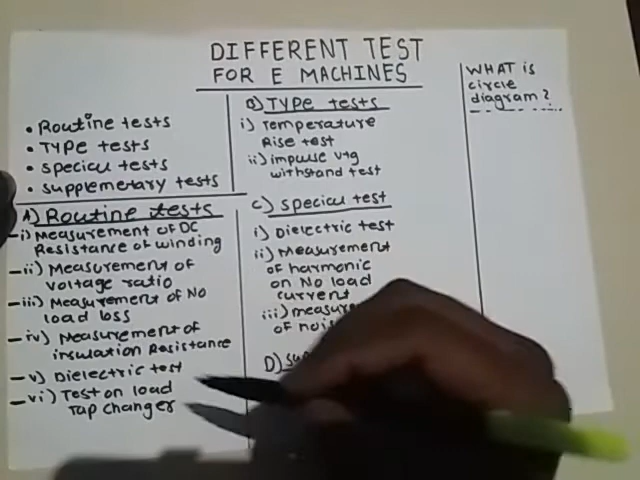 DIFFERENT TEST
FOR E MACHINES
• Routine tests
• TYPE tests
• special tests
• supplemetary tests
A) Routine tests
i) Measurement of DC
Resistance of winding
ii) Measurement of
voltage ratio
iii) Measurement of No
load loss
iv) Measurement of
insulation Resistance
v) Dielectric test
vi) Test on load
Tap changer
B) TYPE tests
i) Temperature
Rise test
ii) impulse vtg
withstand test
C) special test
i) Dielectric test
ii) Measurement
of harmonic
on No load
current
iii)
of
D)
WHAT is
circle
diagram?